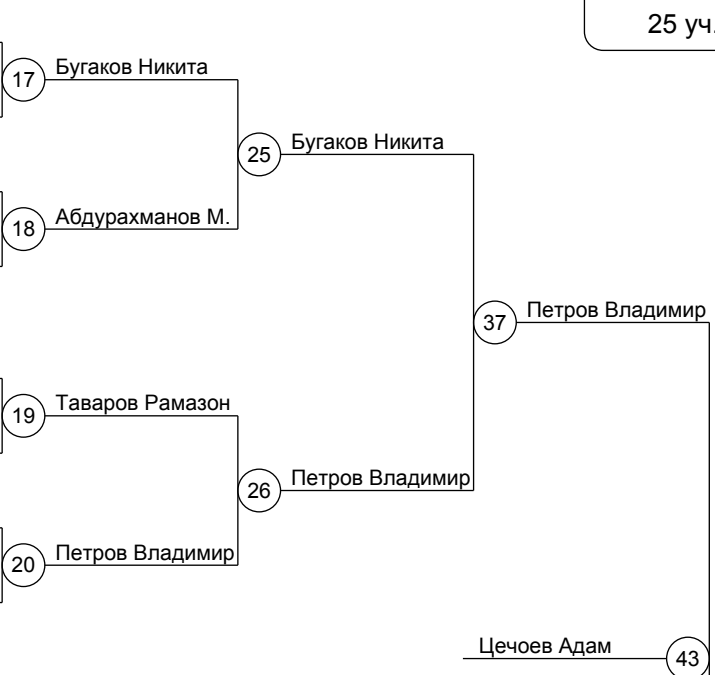 25 уч.
17 Бугаков Никита
25 Бугаков Никита
18 Абдурахманов М.
37 Петров Владимир
19 Таваров Рамазон
26 Петров Владимир
20 Петров Владимир
Цечоев Адам 43